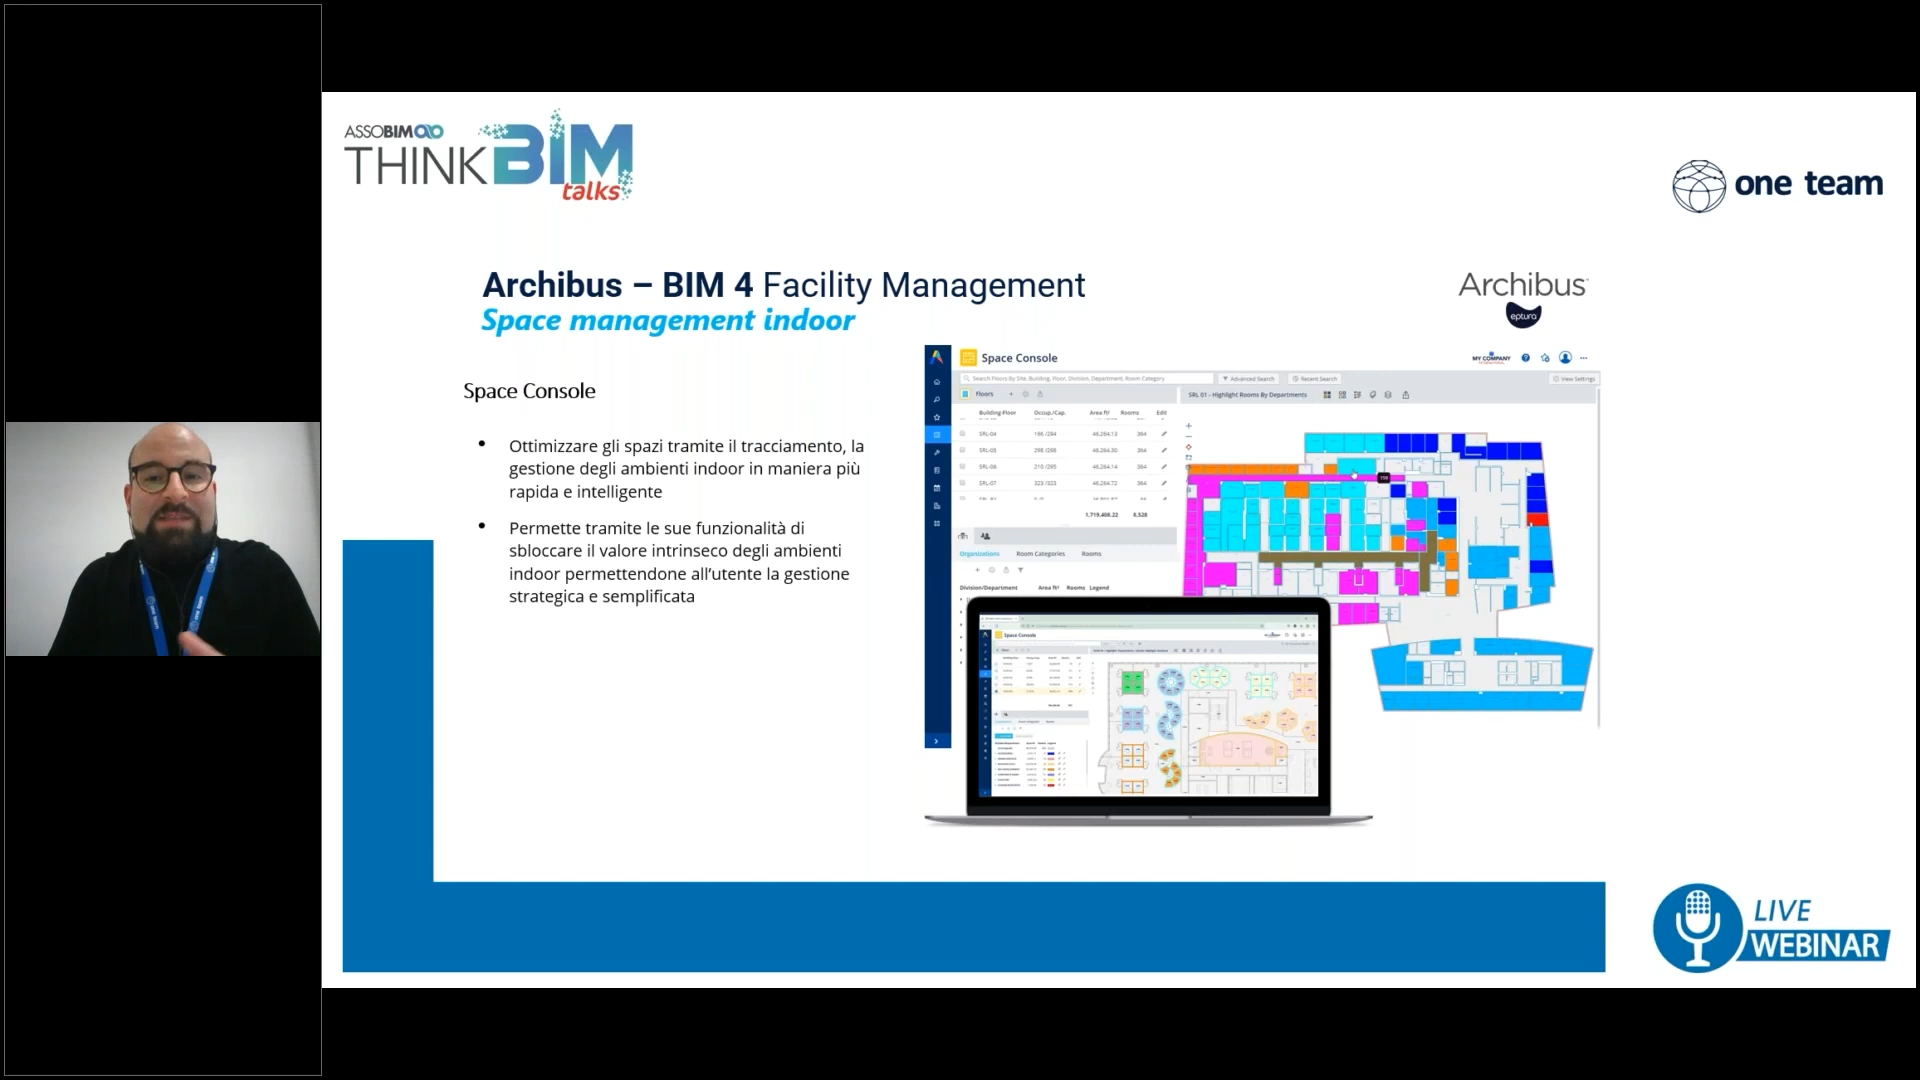 ASSOBIM
THINK BIM
talks
one team
Archibus – BIM 4 Facility Management
Space management indoor
Archibus
eptura
Space Console
• Ottimizzare gli spazi tramite il tracciamento, la
gestione degli ambienti indoor in maniera più
rapida e intelligente
• Permette tramite le sue funzionalità di
sbloccare il valore intrinseco degli ambienti
indoor permettendone all’utente la gestione
strategica e semplificata
Space Console
MY COMPANY
Search Floors By Site, Building, Floor, Division, Department, Room Category
Advanced Search
Recent Search
View Settings
Floors
SRL 01 - Highlight Rooms By Departments
Building-Floor Occup./Cap. Area ft² Rooms Edit
SRL-04 166 /294 46,264.13 364
SRL-05 298 /298 46,264.30 364
SRL-06 210 /295 46,264.14 364
SRL-07 323 /323 46,264.72 364
1,719,408.22 8,528
Organizations Room Categories Rooms
Division/Department Area ft² Rooms Legend
Space Console
LIVE
WEBINAR